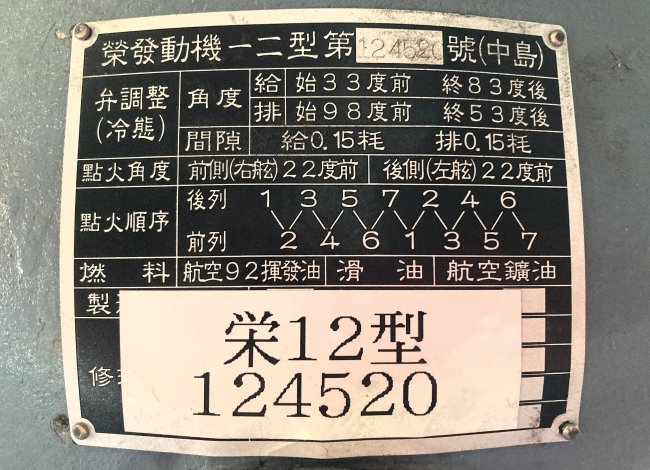 榮發動機一二型第124520號(中島)
弁調整(冷態) 角度 給 始33度前 終83度後
排 始98度前 終53度後
間隙 給0.15粍 排0.15粍
點火角度 前側(右舷)22度前 後側(左舷)22度前
點火順序 後列 1 3 5 7 2 4 6
前列 2 4 6 1 3 5 7
燃料 航空92揮發油 滑油 航空鑛油
製
修
栄12型
124520